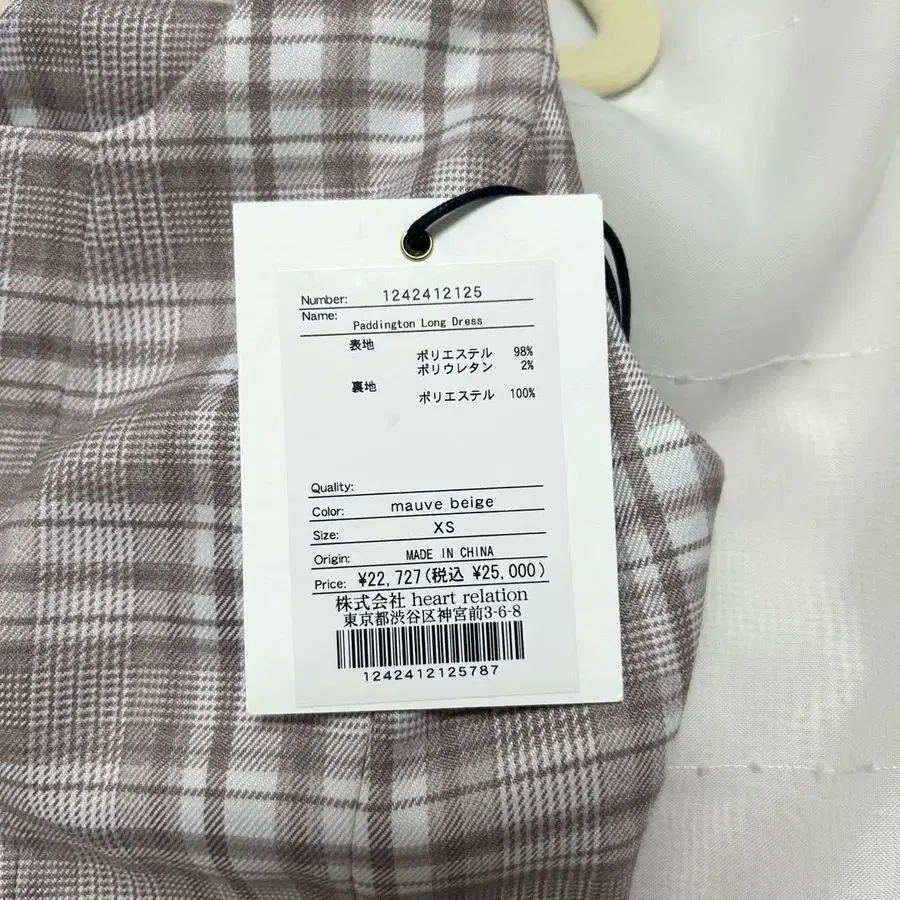 Number: 1242412125
Name:
Paddington Long Dress
表地
ポリエステル 98%
ポリウレタン 2%
裏地
ポリエステル 100%
Quality:
Color: mauve beige
Size: XS
Origin: MADE IN CHINA
Price: ¥22,727(税込 ¥25,000)
株式会社 heart relation
東京都渋谷区神宮前3-6-8
1242412125787